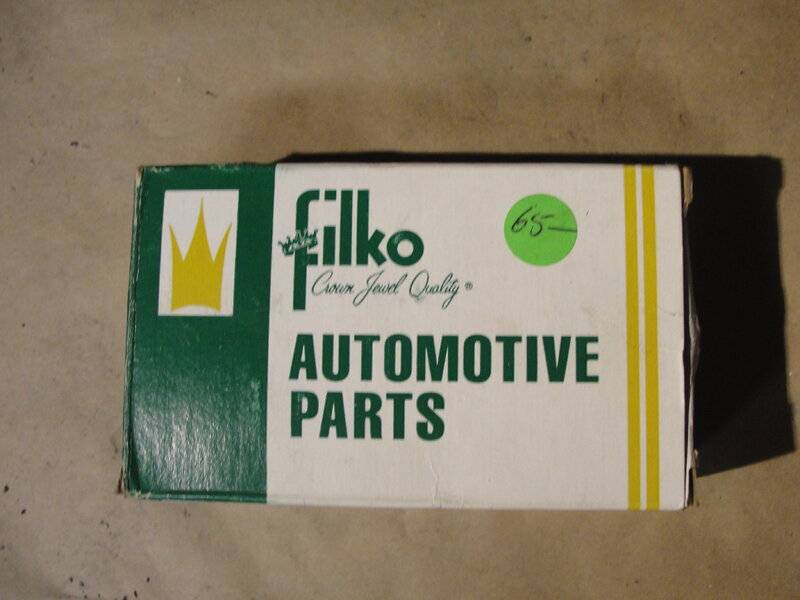 filko
65—
Crown Jewel Quality®
AUTOMOTIVE
PARTS